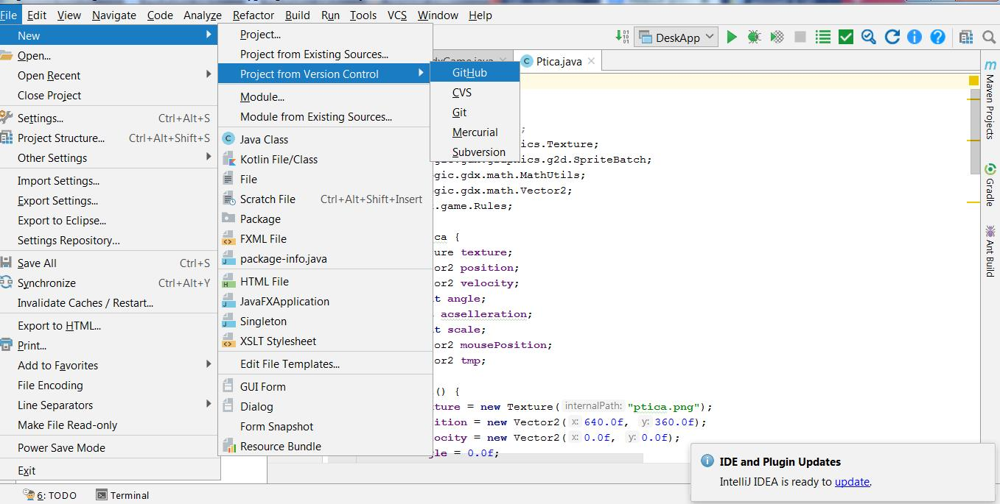 File Edit View Navigate Code Analyze Refactor Build Run Tools VCS Window Help
New
Open...
Open Recent
Close Project
Settings... Ctrl+Alt+S
Project Structure... Ctrl+Alt+Shift+S
Other Settings
Import Settings...
Export Settings...
Export to Eclipse...
Settings Repository...
Save All Ctrl+S
Synchronize Ctrl+Alt+Y
Invalidate Caches / Restart...
Export to HTML...
Print...
Add to Favorites
File Encoding
Line Separators
Make File Read-only
Power Save Mode
Exit
Project...
Project from Existing Sources...
Project from Version Control
Module...
Module from Existing Sources...
Java Class
Kotlin File/Class
File
Scratch File Ctrl+Alt+Shift+Insert
Package
FXML File
package-info.java
HTML File
JavaFXApplication
Singleton
XSLT Stylesheet
Edit File Templates...
GUI Form
Dialog
Form Snapshot
Resource Bundle
GitHub
CVS
Git
Mercurial
Subversion
DeskApp
dxGame.java Ptica.java
;
ics.Texture;
gic.gdx.graphics.g2d.SpriteBatch;
gic.gdx.math.MathUtils;
gic.gdx.math.Vector2;
.game.Rules;
ca {
ure texture;
or2 position;
or2 velocity;
t angle;
acselleration;
t scale;
or2 mousePosition;
or2 tmp;
() {
ture = new Texture( internalPath: "ptica.png");
ition = new Vector2( x: 640.0f, y: 360.0f);
ocity = new Vector2( x: 0.0f, y: 0.0f);
gle = 0.0f;
Maven Projects
Gradle
Ant Build
IDE and Plugin Updates
IntelliJ IDEA is ready to update.
6: TODO Terminal